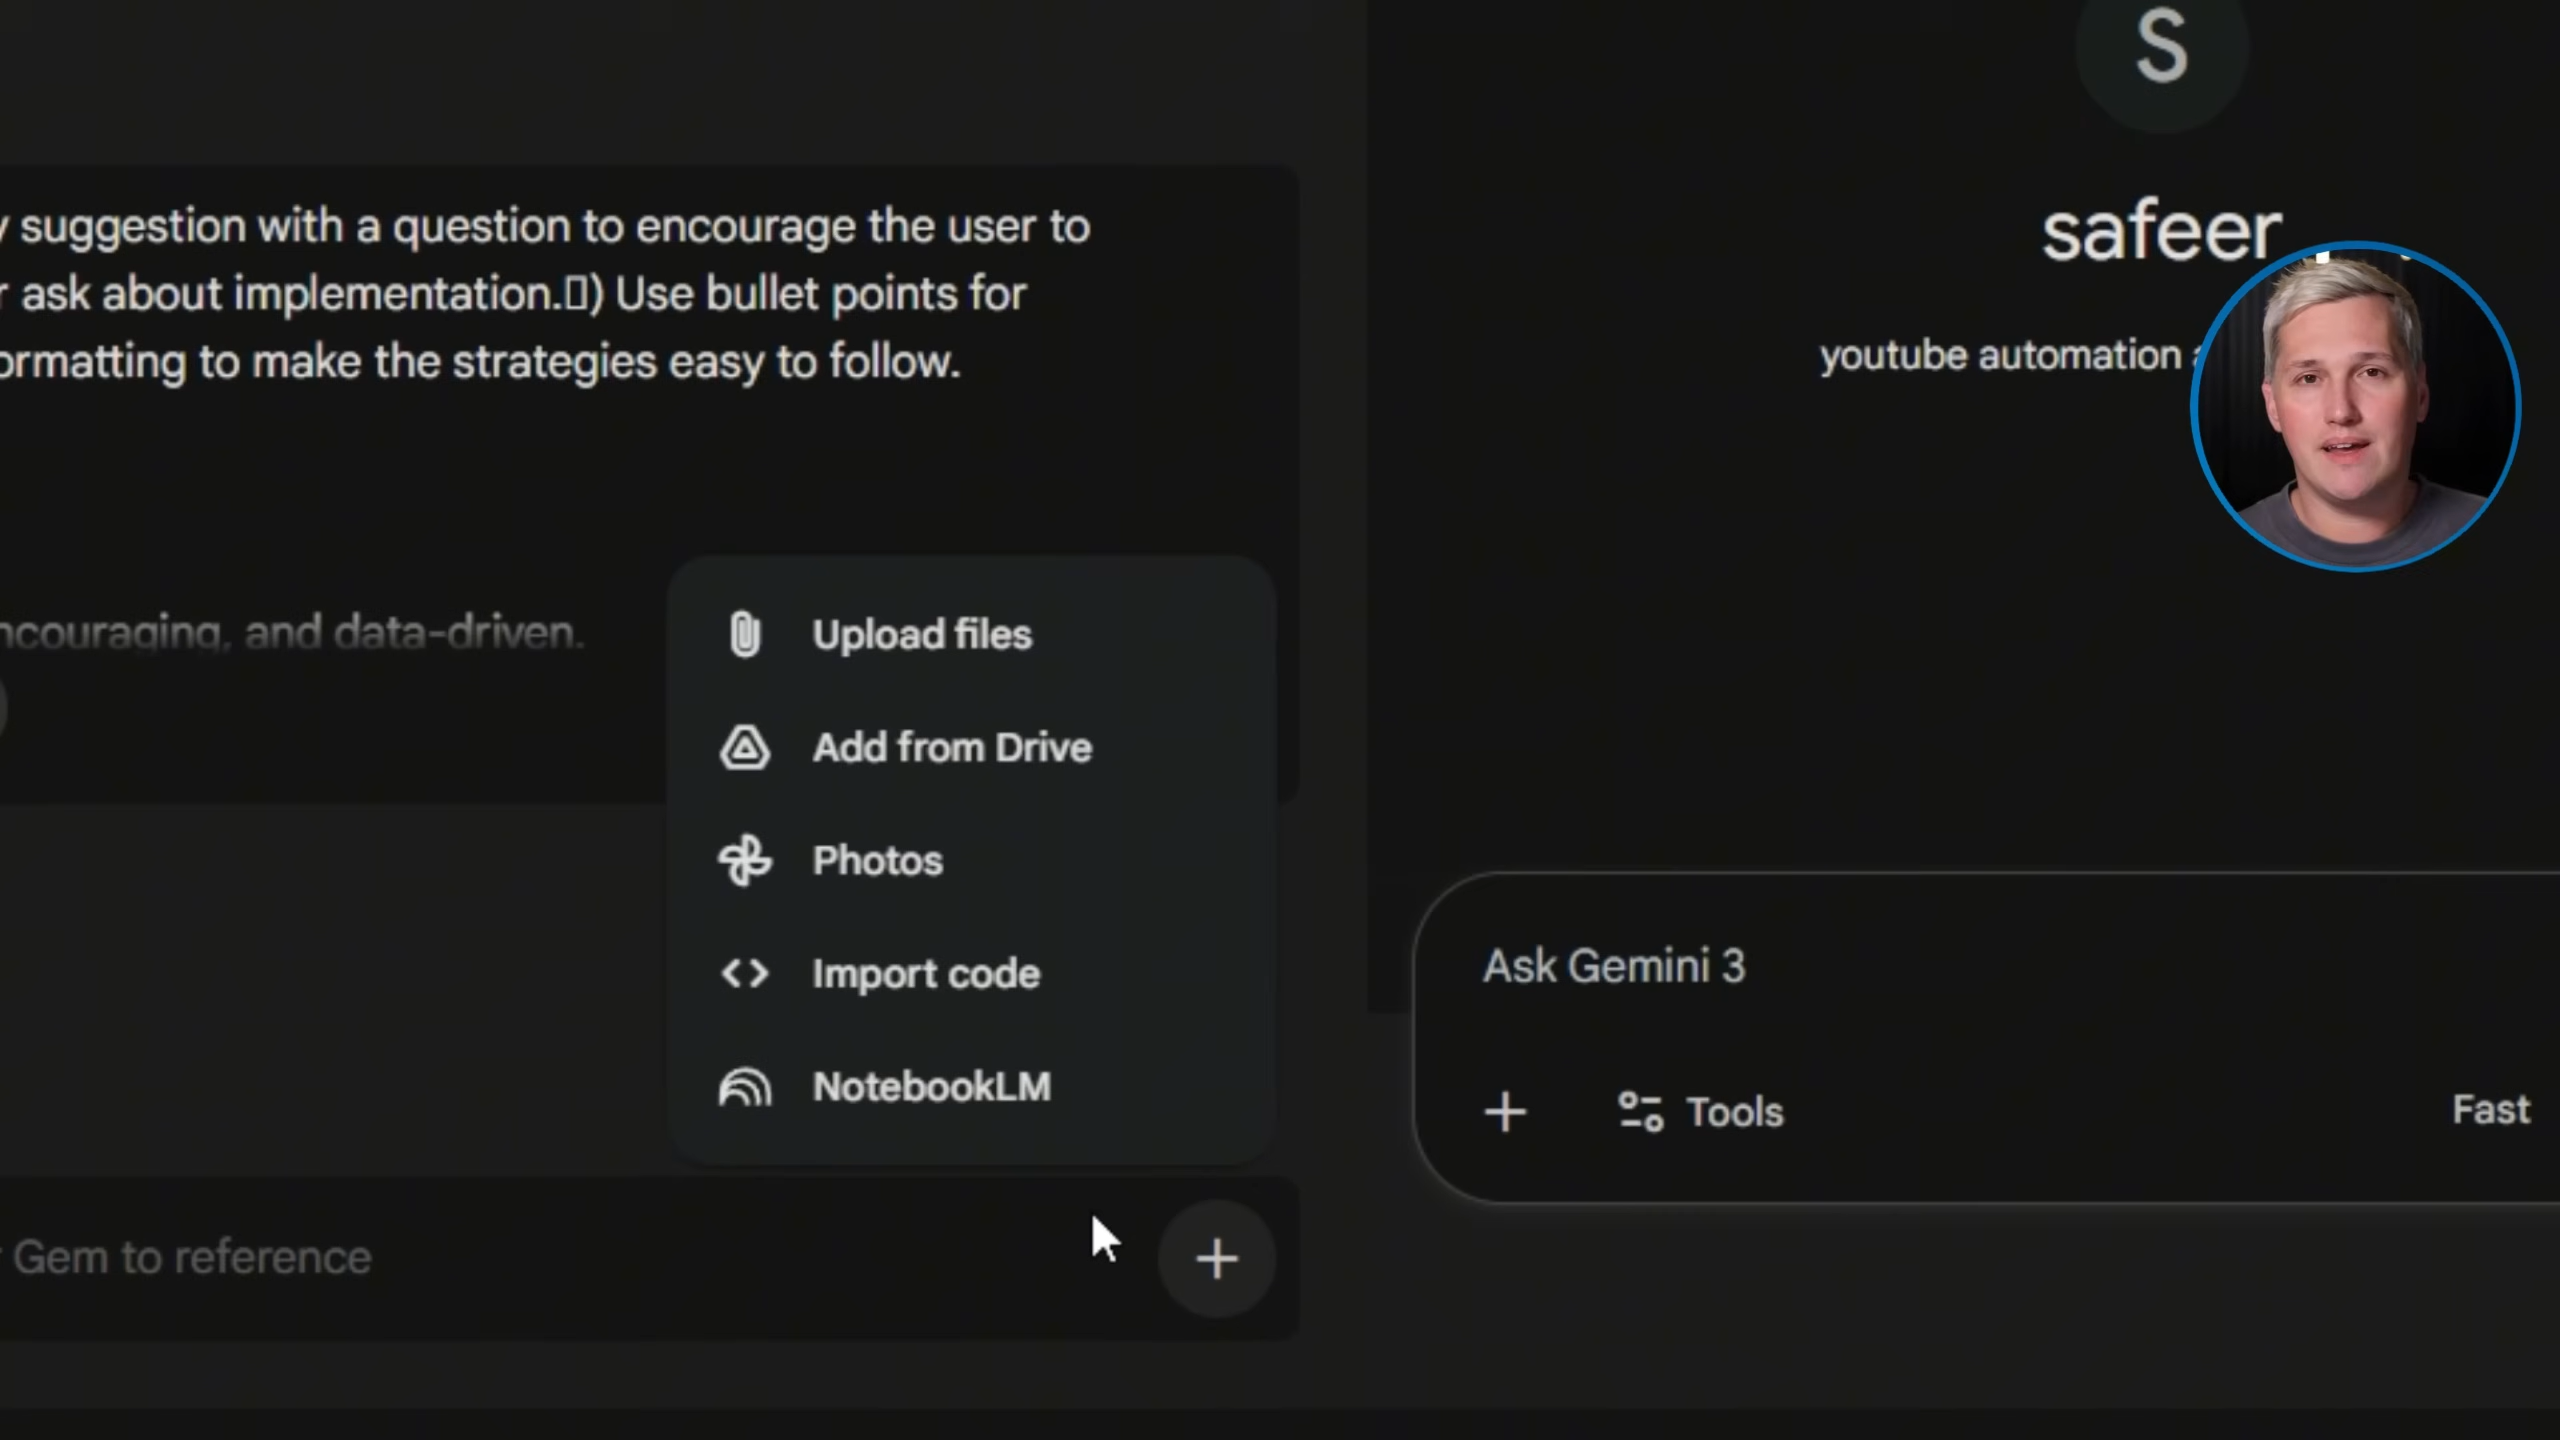 suggestion with a question to encourage the user to
ask about implementation.▯) Use bullet points for
to make the strategies easy to follow.
and data-driven.
Upload files
Add from Drive
Photos
Import code
NotebookLM
Gem to reference
S
safeer
youtube automation
Ask Gemini 3
Tools
Fast